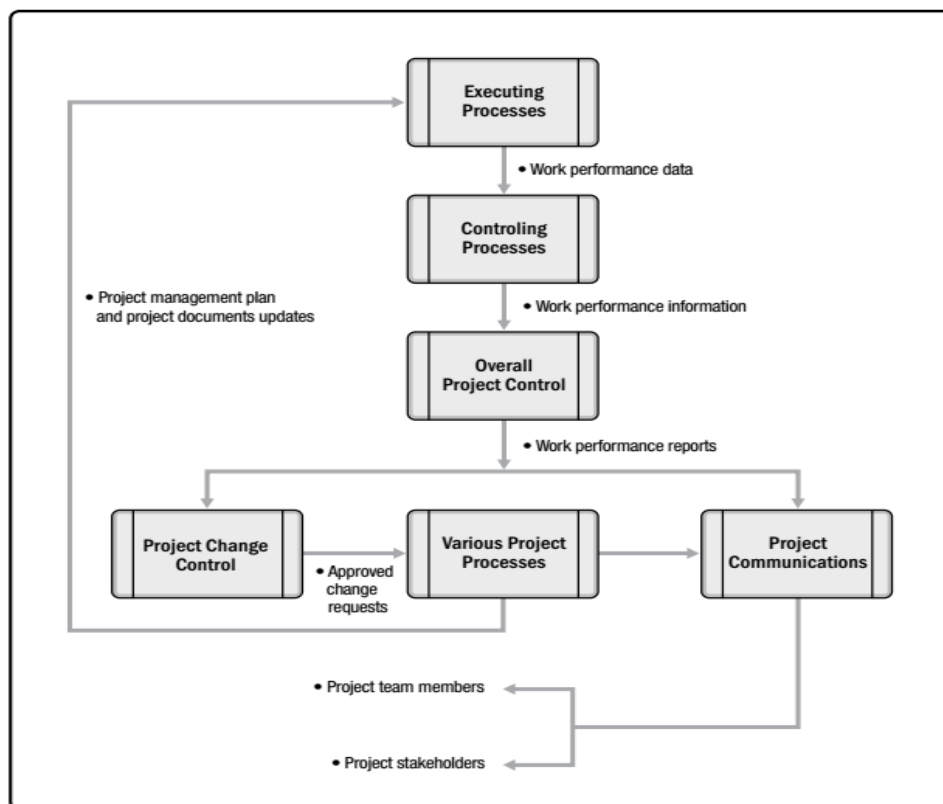 Executing
Processes
• Work performance data
Controling
Processes
• Project management plan
and project documents updates
• Work performance information
Overall
Project Control
• Work performance reports
Project Change
Control
• Approved
change
requests
Various Project
Processes
Project
Communications
• Project team members
• Project stakeholders